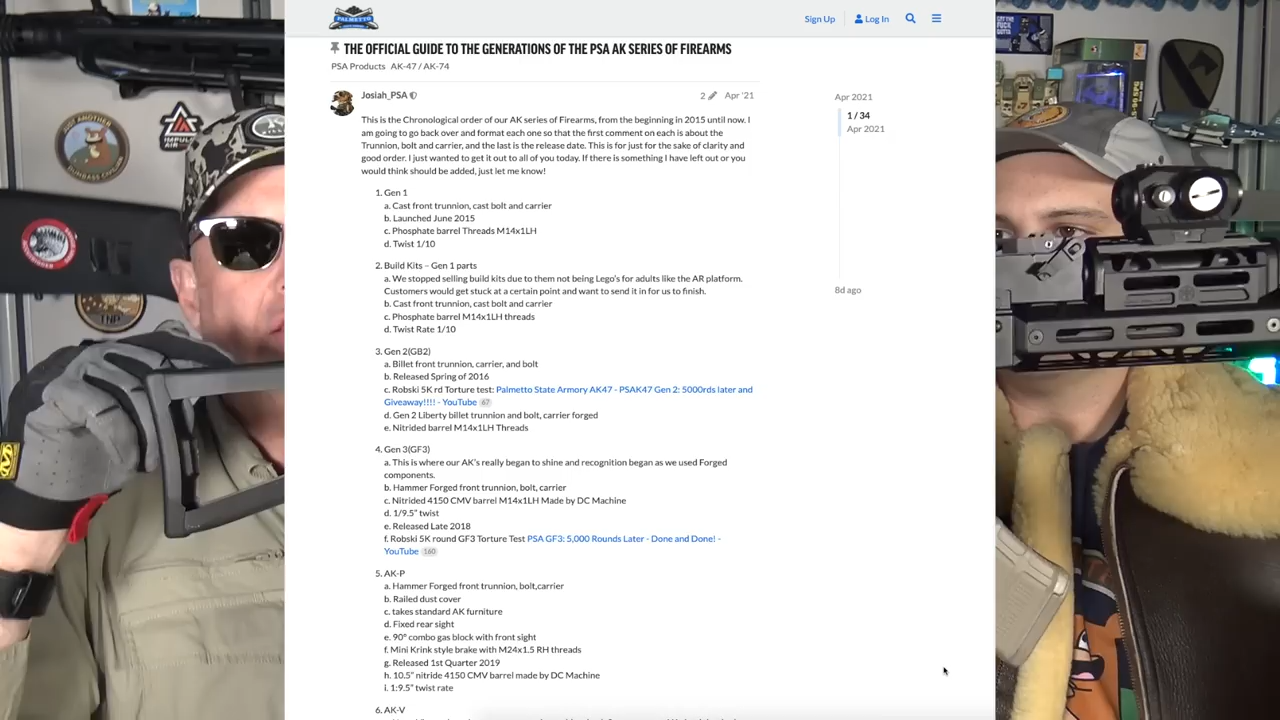 PALMETTO
Sign Up
Log In
THE OFFICIAL GUIDE TO THE GENERATIONS OF THE PSA AK SERIES OF FIREARMS
PSA Products AK-47 / AK-74
Josiah_PSA
2
Apr '21
This is the Chronological order of our AK series of Firearms, from the beginning in 2015 until now. I
am going to go back over and format each one so that the first comment on each is about the
Trunnion, bolt and carrier, and the last is the release date. This is for just for the sake of clarity and
good order. I just wanted to get it out to all of you today. If there is something I have left out or you
would think should be added, just let me know!
1. Gen 1
a. Cast front trunnion, cast bolt and carrier
b. Launched June 2015
c. Phosphate barrel Threads M14x1LH
d. Twist 1/10
2. Build Kits – Gen 1 parts
a. We stopped selling build kits due to them not being Lego's for adults like the AR platform.
Customers would get stuck at a certain point and want to send it in for us to finish.
b. Cast front trunnion, cast bolt and carrier
c. Phosphate barrel M14x1LH threads
d. Twist Rate 1/10
3. Gen 2(GB2)
a. Billet front trunnion, carrier, and bolt
b. Released Spring of 2016
c. Robski 5K rd Torture test: Palmetto State Armory AK47 - PSAK47 Gen 2: 5000rds later and
Giveaway!!!! - YouTube 67
d. Gen 2 Liberty billet trunnion and bolt, carrier forged
e. Nitrided barrel M14x1LH Threads
4. Gen 3(GF3)
a. This is where our AK's really began to shine and recognition began as we used Forged
components.
b. Hammer Forged front trunnion, bolt, carrier
c. Nitrided 4150 CMV barrel M14x1LH Made by DC Machine
d. 1/9.5" twist
e. Released Late 2018
f. Robski 5K round GF3 Torture Test PSA GF3: 5,000 Rounds Later - Done and Done! -
YouTube 160
5. AK-P
a. Hammer Forged front trunnion, bolt,carrier
b. Railed dust cover
c. takes standard AK furniture
d. Fixed rear sight
e. 90° combo gas block with front sight
f. Mini Krink style brake with M24x1.5 RH threads
g. Released 1st Quarter 2019
h. 10.5" nitride 4150 CMV barrel made by DC Machine
i. 1:9.5" twist rate
6. AK-V
Apr 2021
1 / 34
Apr 2021
8d ago
JUST ANOTHER
IMPULSE
AIR
TNP